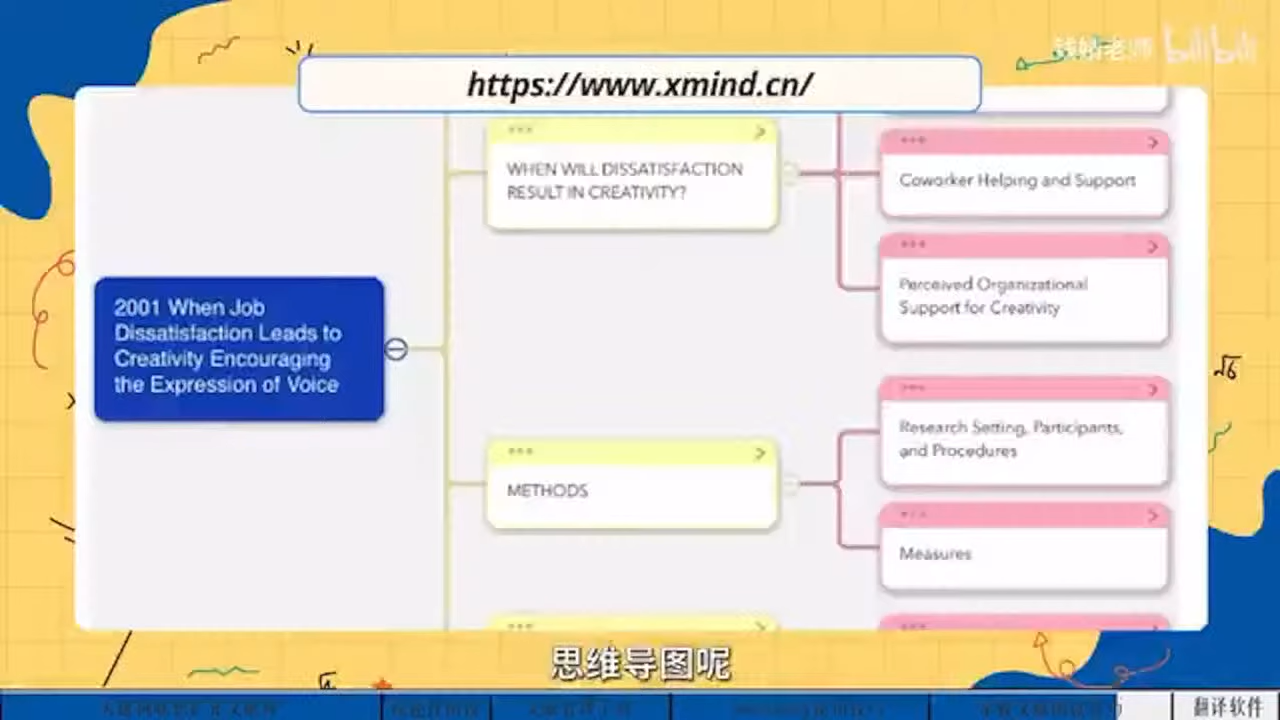 bilibili
https://www.xmind.cn/
WHEN WILL DISSATISFACTION
RESULT IN CREATIVITY?
Coworker Helping and Support
Perceived Organizational
Support for Creativity
2001 When Job
Dissatisfaction Leads to
Creativity Encouraging
the Expression of Voice
Research Setting, Participants,
and Procedures
METHODS
Measures
√6
思维导图呢
翻译软件